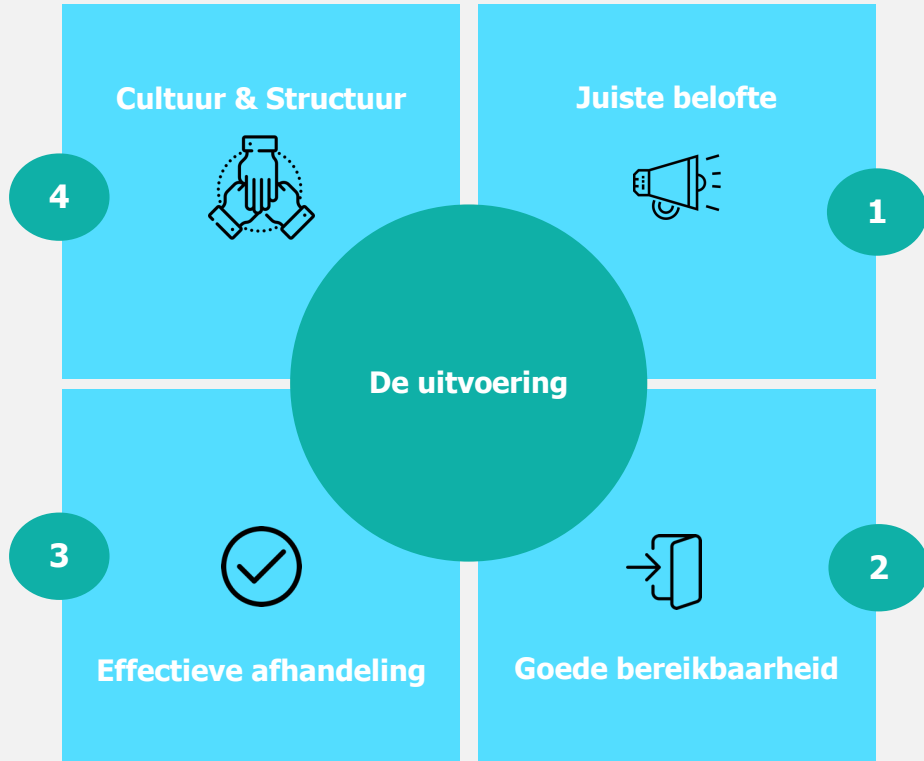 Cultuur & Structuur
Juiste belofte
4
1
De uitvoering
3
2
Effectieve afhandeling
Goede bereikbaarheid